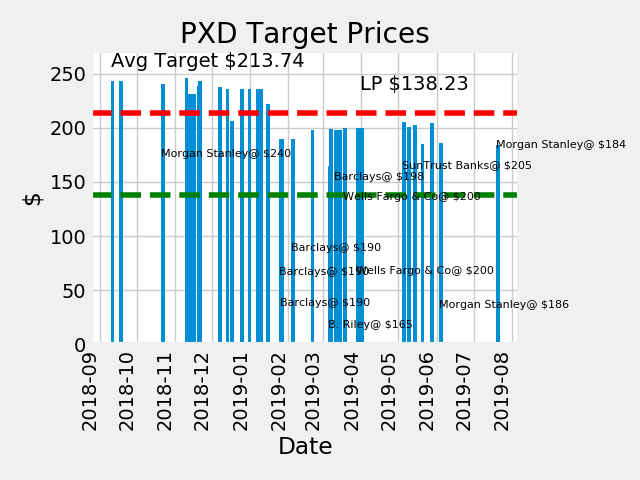 PXD Target Prices
Avg Target $213.74
LP $138.23
250
200
150
100
50
0
$
Morgan Stanley@ $184
Morgan Stanley@ $240
SunTrust Banks@ $205
Barclays@ $198
Wells Fargo & Co@ $200
Barclays@ $190
Barclays@ $190
Wells Fargo & Co@ $200
Barclays@ $190
Morgan Stanley@ $186
B. Riley@ $165
2018-09
2018-10
2018-11
2018-12
2019-01
2019-02
2019-03
2019-04
2019-05
2019-06
2019-07
2019-08
Date